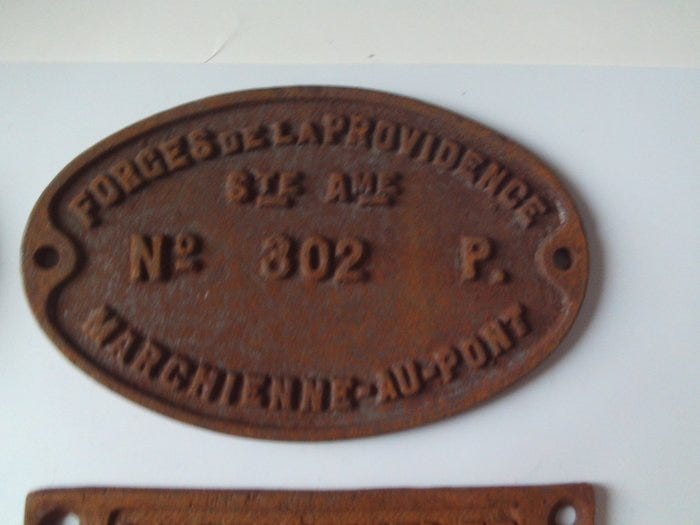 FORGES DE LA PROVIDENCE
STE AME
Nº 302 P.
MARCHIENNE-AU-PONT